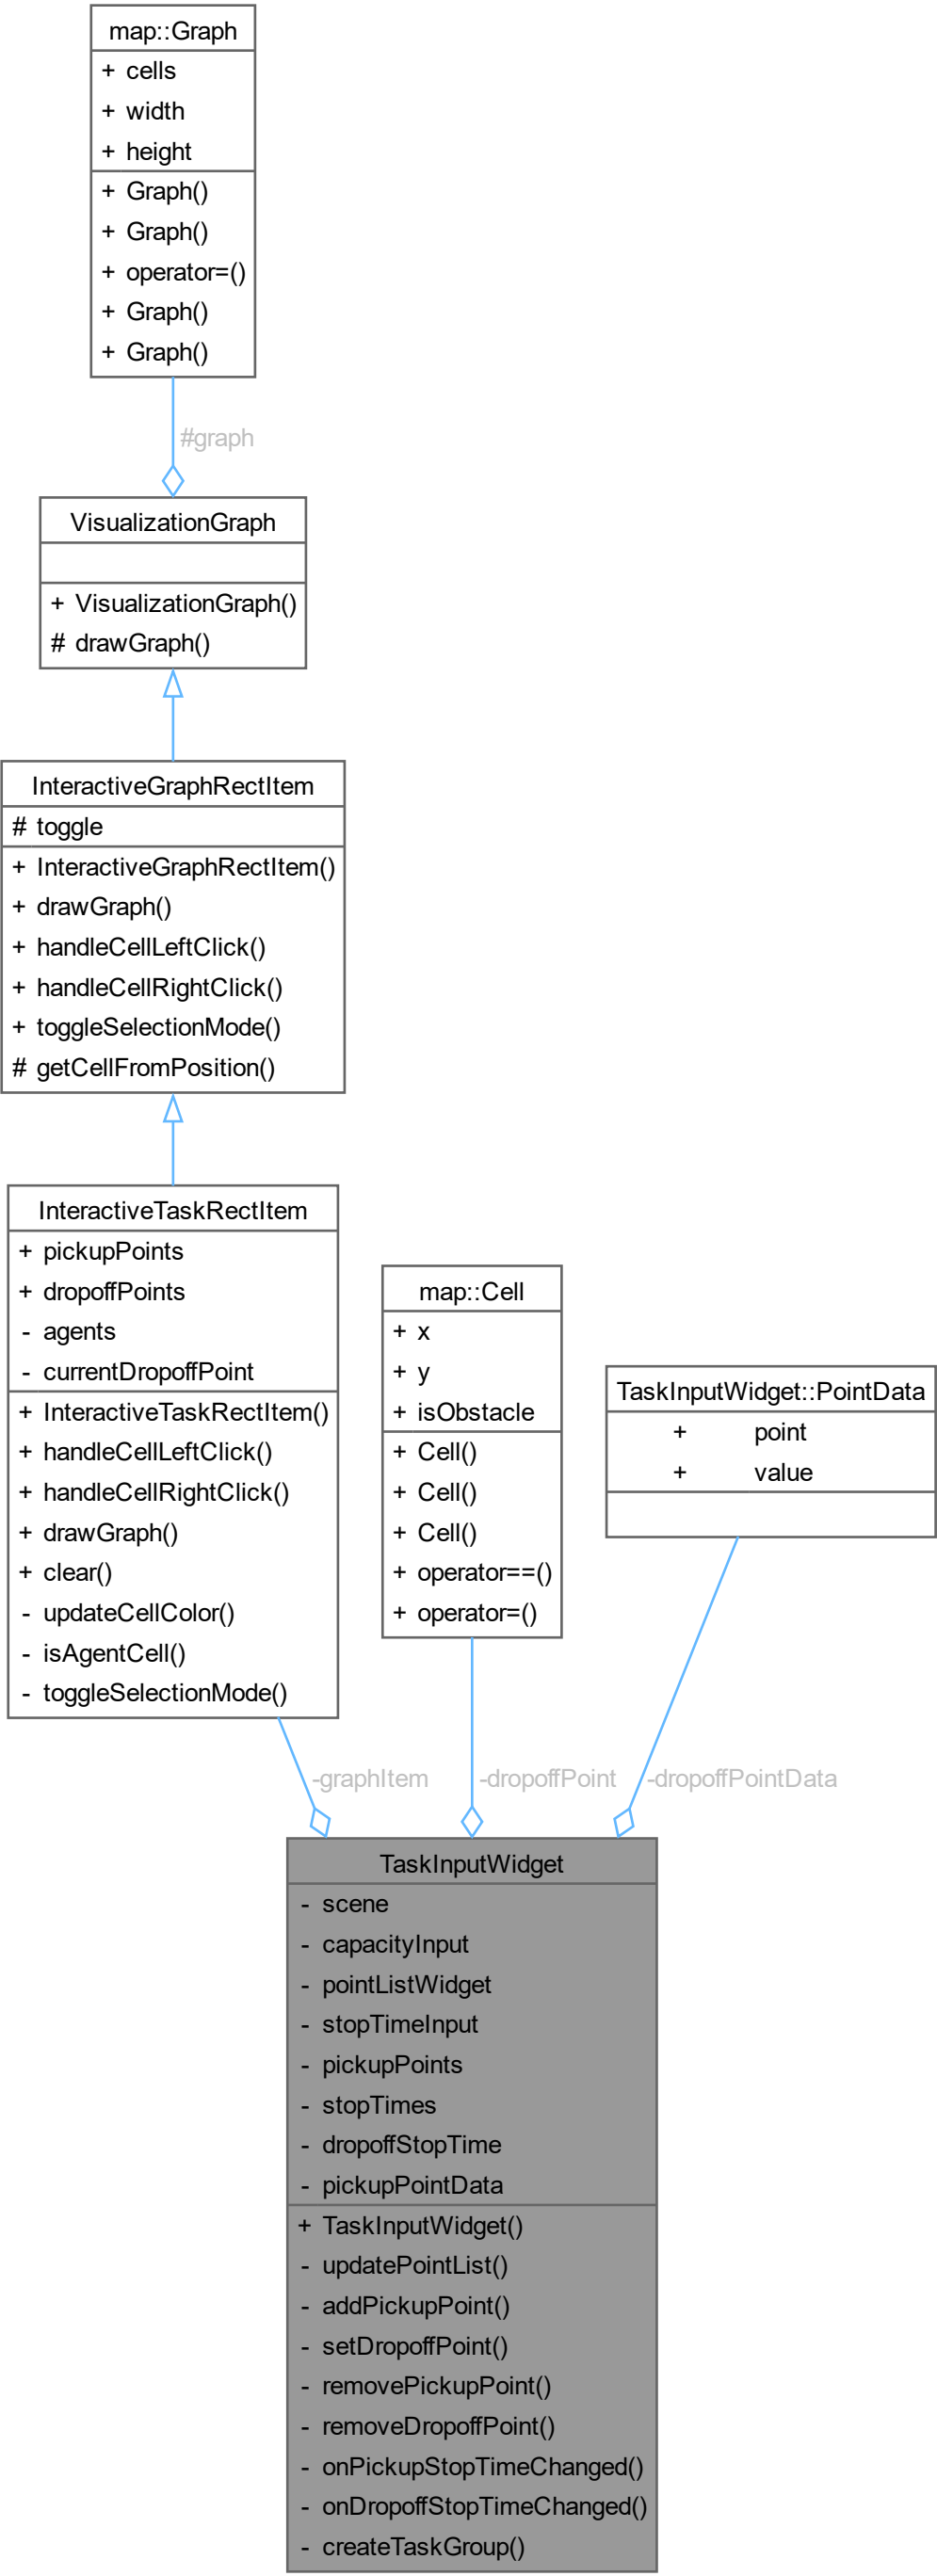 map::Graph
+ cells
+ width
+ height
+ Graph()
+ Graph()
+ operator=()
+ Graph()
+ Graph()
#graph
VisualizationGraph
+ VisualizationGraph()
# drawGraph()
InteractiveGraphRectItem
# toggle
+ InteractiveGraphRectItem()
+ drawGraph()
+ handleCellLeftClick()
+ handleCellRightClick()
+ toggleSelectionMode()
# getCellFromPosition()
InteractiveTaskRectItem
+ pickupPoints
+ dropoffPoints
- agents
- currentDropoffPoint
+ InteractiveTaskRectItem()
+ handleCellLeftClick()
+ handleCellRightClick()
+ drawGraph()
+ clear()
- updateCellColor()
- isAgentCell()
- toggleSelectionMode()
map::Cell
+ x
+ y
+ isObstacle
+ Cell()
+ Cell()
+ Cell()
+ operator==()
+ operator=()
TaskInputWidget::PointData
+ point
+ value
-graphItem
-dropoffPoint
-dropoffPointData
TaskInputWidget
- scene
- capacityInput
- pointListWidget
- stopTimeInput
- pickupPoints
- stopTimes
- dropoffStopTime
- pickupPointData
+ TaskInputWidget()
- updatePointList()
- addPickupPoint()
- setDropoffPoint()
- removePickupPoint()
- removeDropoffPoint()
- onPickupStopTimeChanged()
- onDropoffStopTimeChanged()
- createTaskGroup()